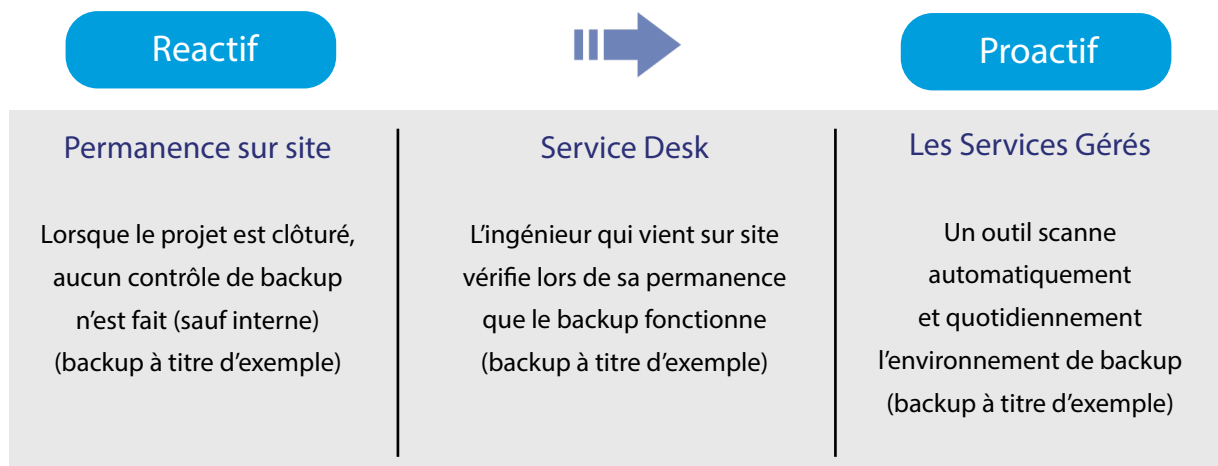 Reactif
Proactif
Permanence sur site
Lorsque le projet est clôturé,
aucun contrôle de backup
n’est fait (sauf interne)
(backup à titre d’exemple)
Service Desk
L’ingénieur qui vient sur site
vérifie lors de sa permanence
que le backup fonctionne
(backup à titre d’exemple)
Les Services Gérés
Un outil scanne
automatiquement
et quotidiennement
l’environnement de backup
(backup à titre d’exemple)